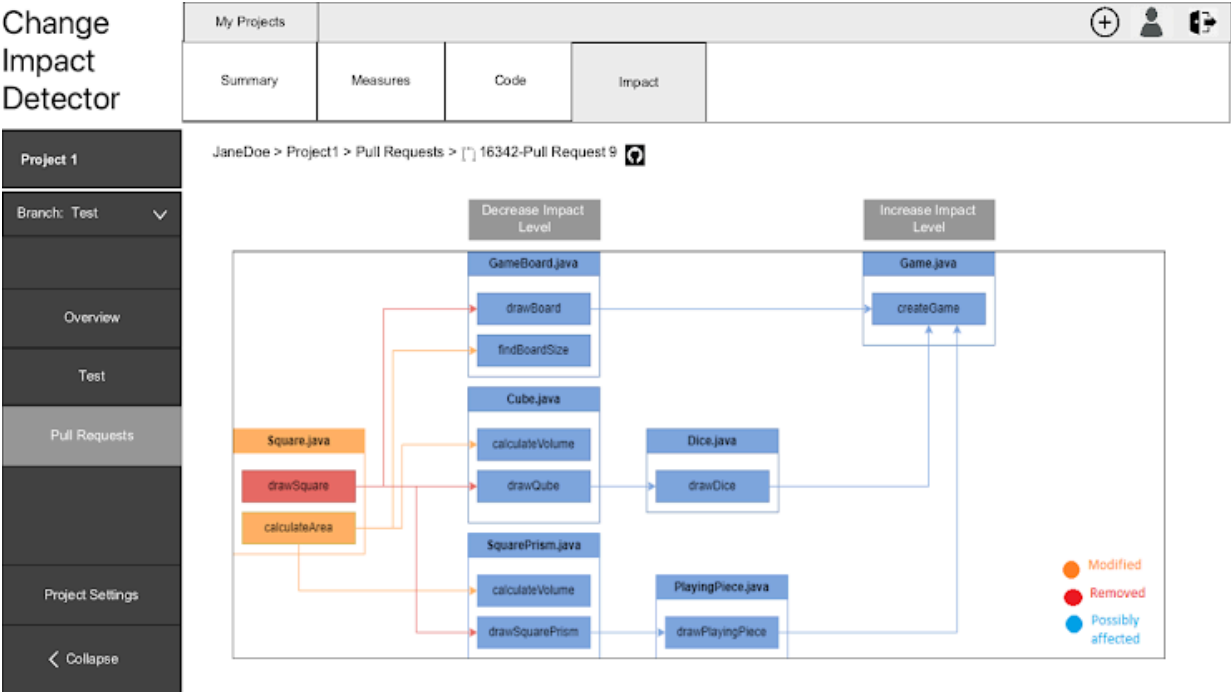 Change
Impact
Detector
My Projects
Summary
Measures
Code
Impact
Project 1
JaneDoe > Project1 > Pull Requests > [*] 16342-Pull Request 9
Branch: Test
Decrease Impact
Level
Increase Impact
Level
GameBoard.java
Game.java
drawBoard
createGame
findBoardSize
Overview
Test
Cube.java
Pull Requests
Square.java
calculateVolume
Dice.java
drawSquare
drawQube
drawDice
calculateArea
SquarePrism.java
Modified
calculateVolume
PlayingPiece.java
Removed
Project Settings
Possibly
affected
drawSquarePrism
drawPlayingPiece
Collapse